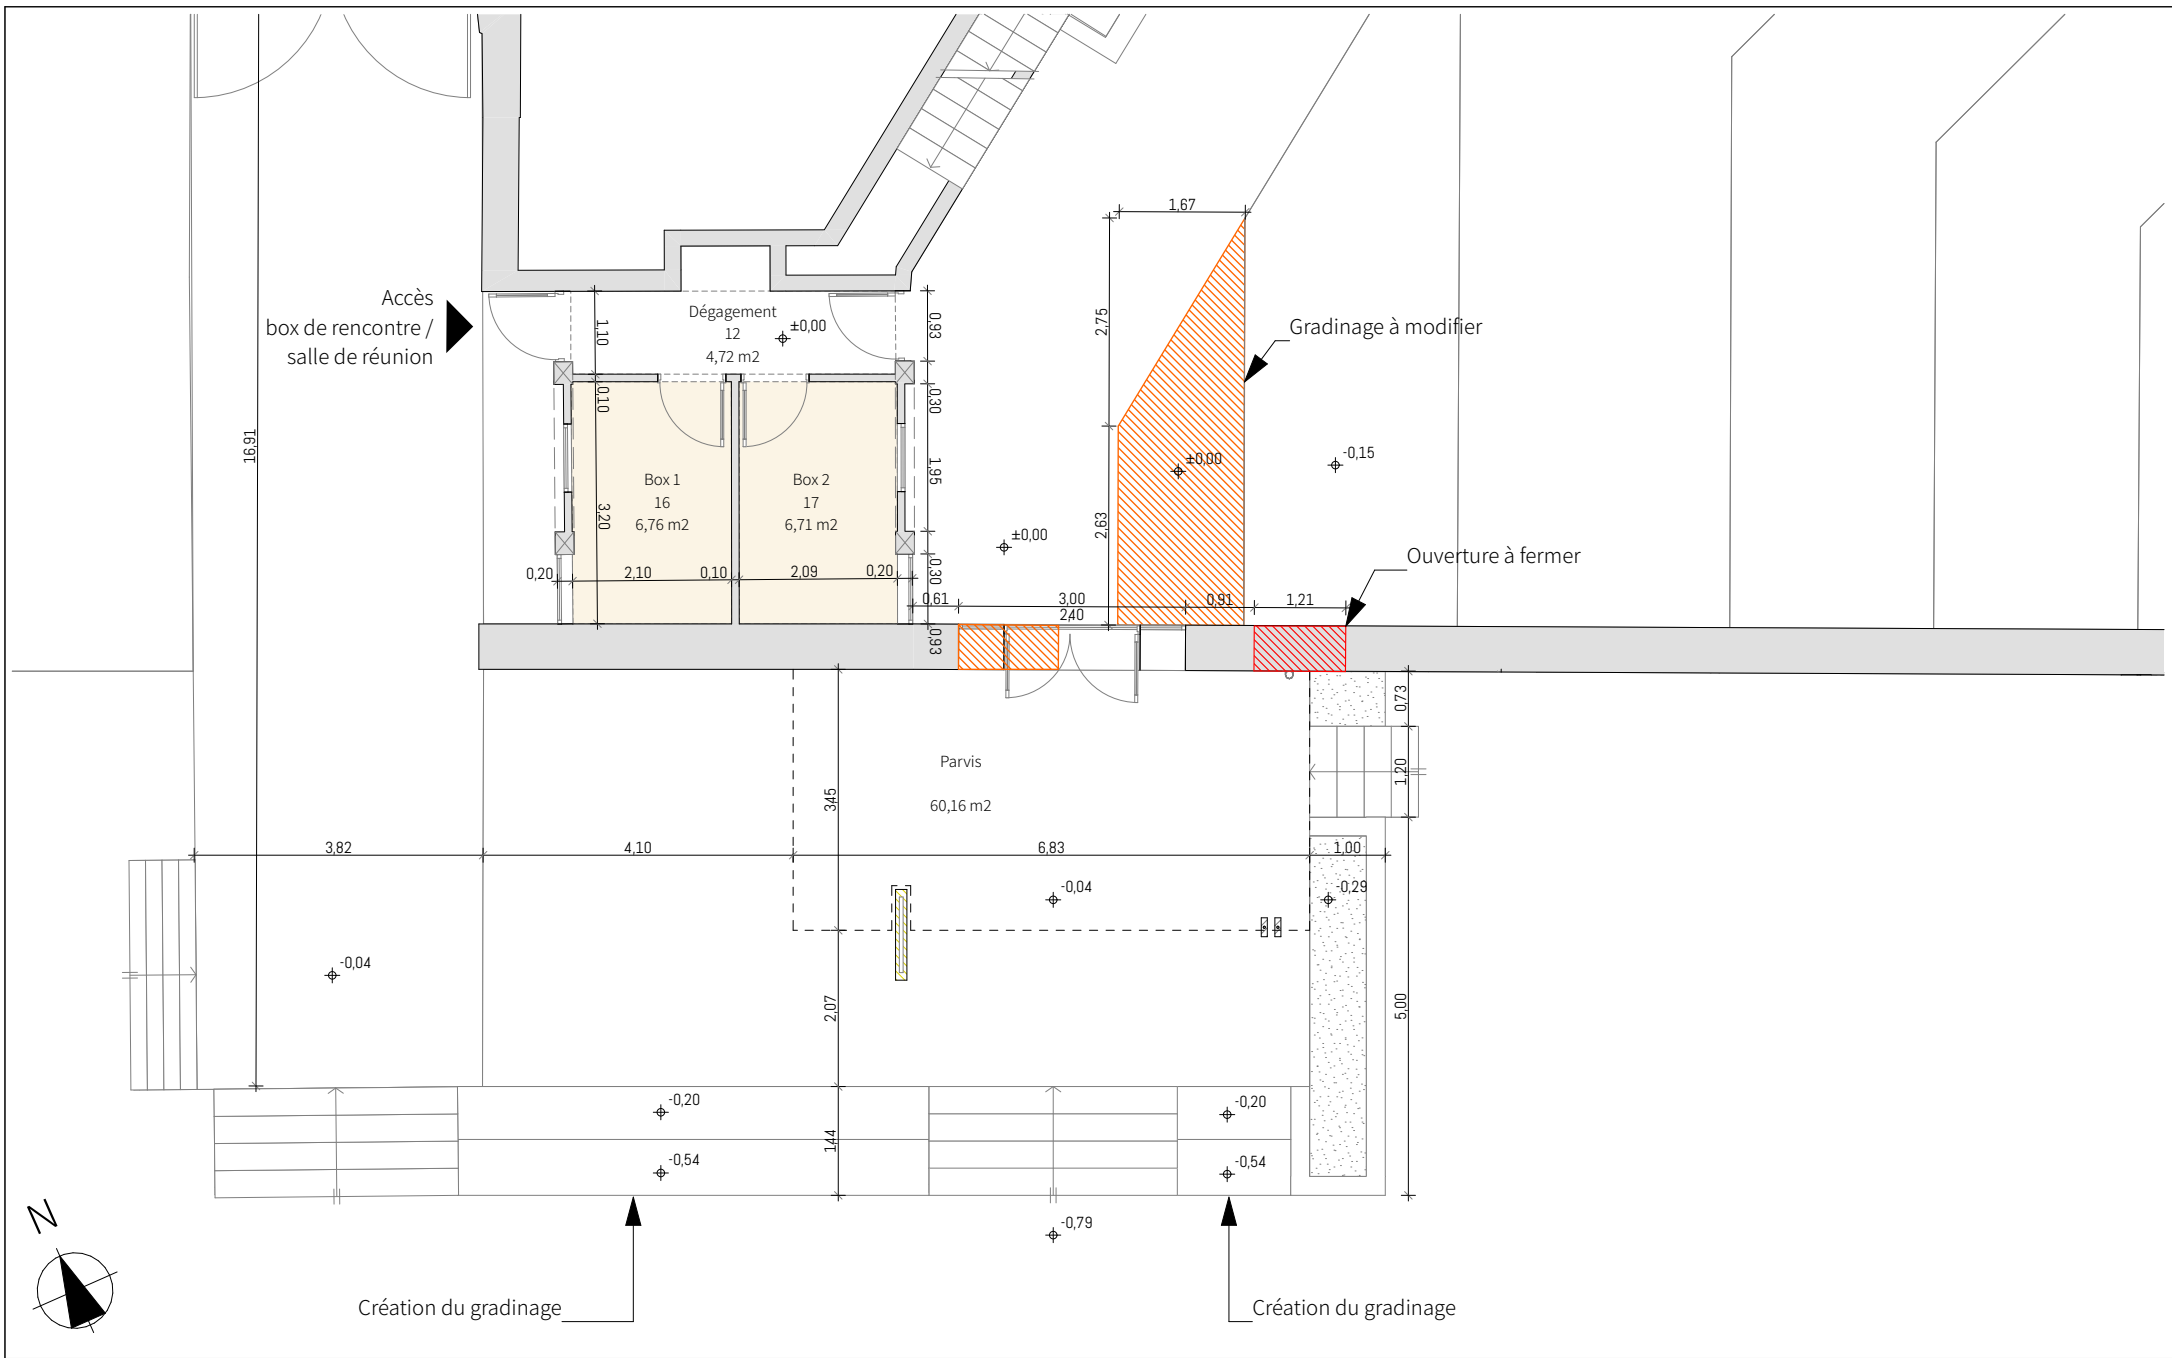 1,67
Accès
box de rencontre /
salle de réunion
Dégagement
12
4,72 m2
±0,00
1,10
0,93
2,75
Gradinage à modifier
0,10
0,30
16,91
±0,00
-0,15
1,95
Box 1
16
6,76 m2
Box 2
17
6,71 m2
3,20
2,63
±0,00
Ouverture à fermer
0,20
2,10
0,10
2,09
0,20
0,30
0,61
3,00
2,40
0,91
1,21
0,93
0,73
Parvis
60,16 m2
1,20
3,45
3,82
4,10
6,83
1,00
-0,04
-0,29
-0,04
2,07
5,00
-0,20
-0,20
1,44
-0,54
-0,54
-0,79
N
Création du gradinage
Création du gradinage